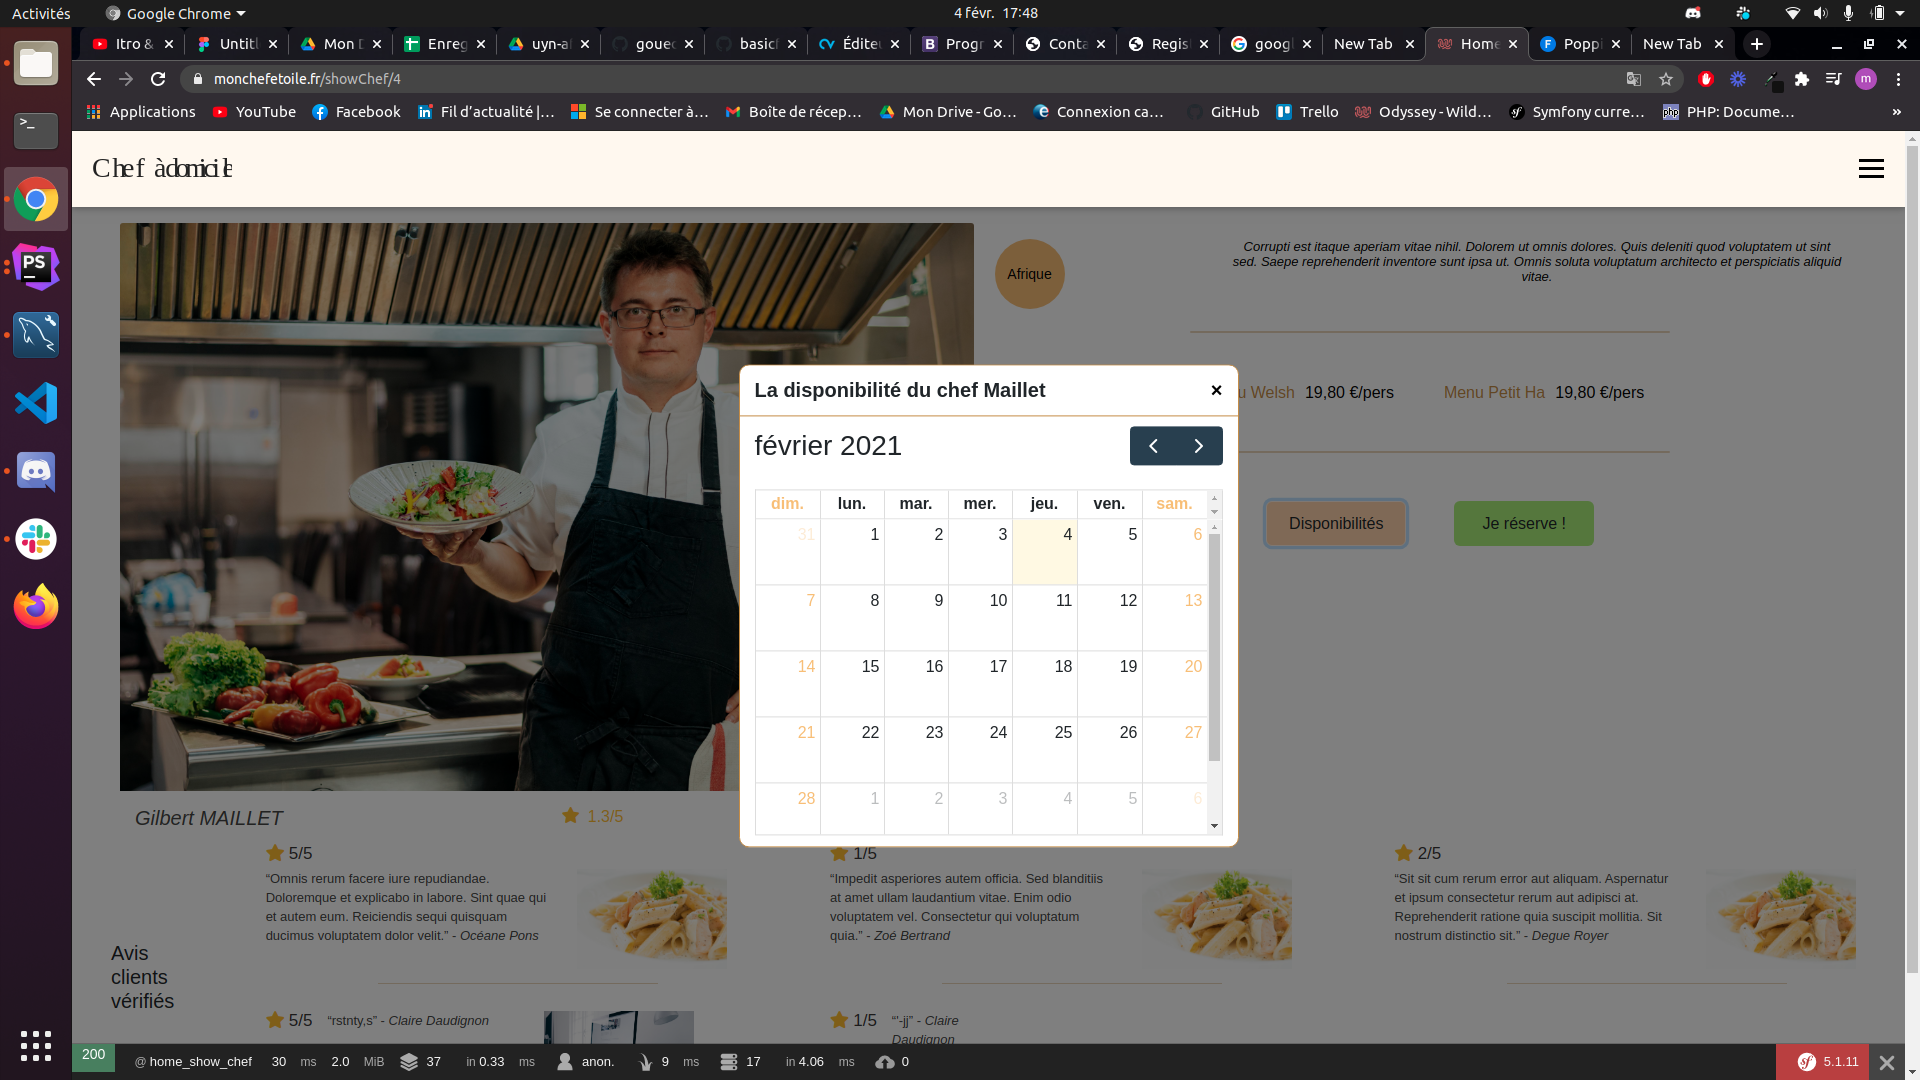 Activités
Google Chrome
4 févr. 17:48
Itro &
Untitl
Mon D
Enreg
uyn-al
goued
basicf
Éditeu
Progr
Conta
Regis
googl
New Tab
Home
Poppi
New Tab
monchefetoile.fr/showChef/4
m
Applications
YouTube
Facebook
Fil d'actualité |...
Se connecter à...
Boîte de récep...
Mon Drive - Go...
Connexion ca...
GitHub
Trello
Odyssey - Wild...
Symfony curre...
php
PHP: Docume...
»
>_
PS
Chef à domicile
Afrique
Corrupti est itaque aperiam vitae nihil. Dolorem ut omnis dolores. Quis deleniti quod voluptatem ut sint
sed. Saepe reprehenderit inventore sunt ipsa ut. Omnis soluta voluptatum architecto et perspiciatis aliquid
vitae.
u Welsh 19,80 €/pers
Menu Petit Ha 19,80 €/pers
Disponibilités
Je réserve !
La disponibilité du chef Maillet
×
février 2021
dim. lun. mar. mer. jeu. ven. sam.
31 1 2 3 4 5 6
7 8 9 10 11 12 13
14 15 16 17 18 19 20
21 22 23 24 25 26 27
28 1 2 3 4 5 6
Gilbert MAILLET
1.3/5
Avis
clients
vérifiés
5/5
“Omnis rerum facere iure repudiandae.
Doloremque et explicabo in labore. Sint quae qui
et autem eum. Reiciendis sequi quisquam
ducimus voluptatem dolor velit.” - Océane Pons
1/5
“Impedit asperiores autem officia. Sed blanditiis
at amet ullam laudantium vitae. Enim odio
voluptatem vel. Consectetur qui voluptatum
quia.” - Zoé Bertrand
2/5
“Sit sit cum rerum error aut aliquam. Aspernatur
et ipsum consectetur rerum aut adipisci at.
Reprehenderit ratione quia suscipit mollitia. Sit
nostrum distinctio sit.” - Degue Royer
5/5 “rstnty,s” - Claire Daudignon
1/5 “'-jj” - Claire
Daudignon
200
@ home_show_chef
30 ms
2.0 MiB
37 in 0.33 ms
anon.
9 ms
17 in 4.06 ms
0
sf 5.1.11